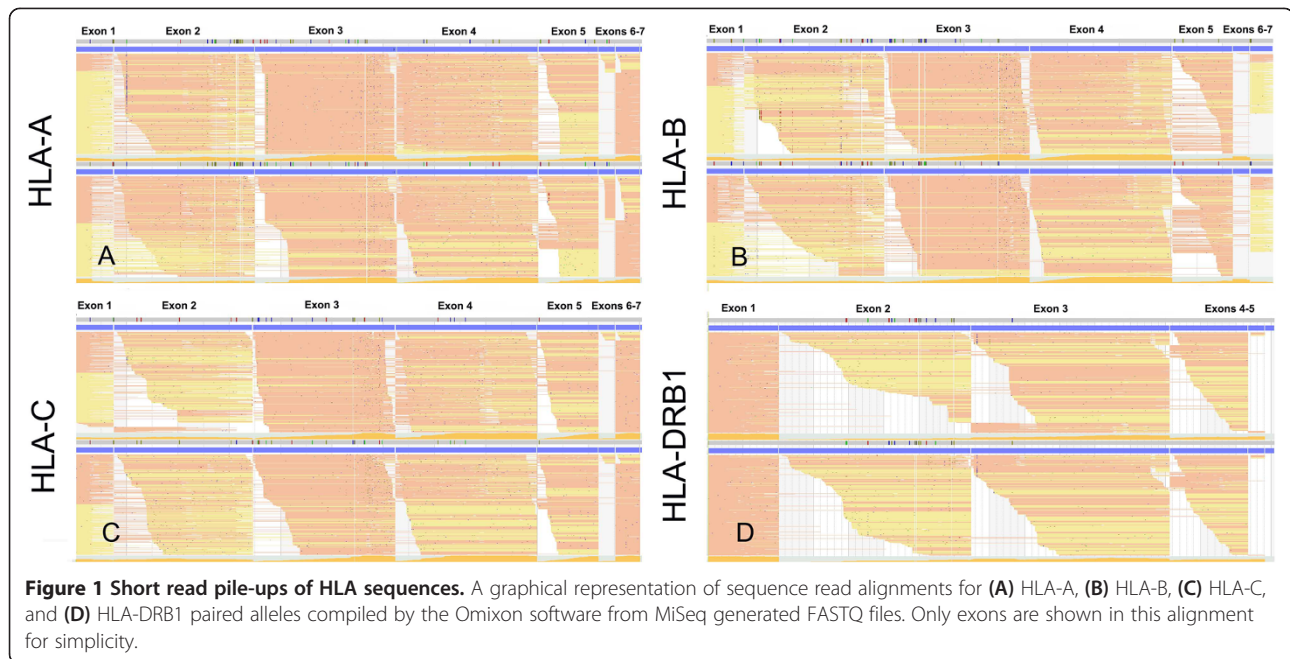 Exon 1 Exon 2 Exon 3 Exon 4 Exon 5 Exons 6-7
HLA-A
A
Exon 1 Exon 2 Exon 3 Exon 4 Exon 5 Exons 6-7
HLA-B
B
Exon 1 Exon 2 Exon 3 Exon 4 Exon 5 Exons 6-7
HLA-C
C
Exon 1 Exon 2 Exon 3 Exons 4-5
HLA-DRB1
D
Figure 1 Short read pile-ups of HLA sequences. A graphical representation of sequence read alignments for (A) HLA-A, (B) HLA-B, (C) HLA-C,
and (D) HLA-DRB1 paired alleles compiled by the Omixon software from MiSeq generated FASTQ files. Only exons are shown in this alignment
for simplicity.